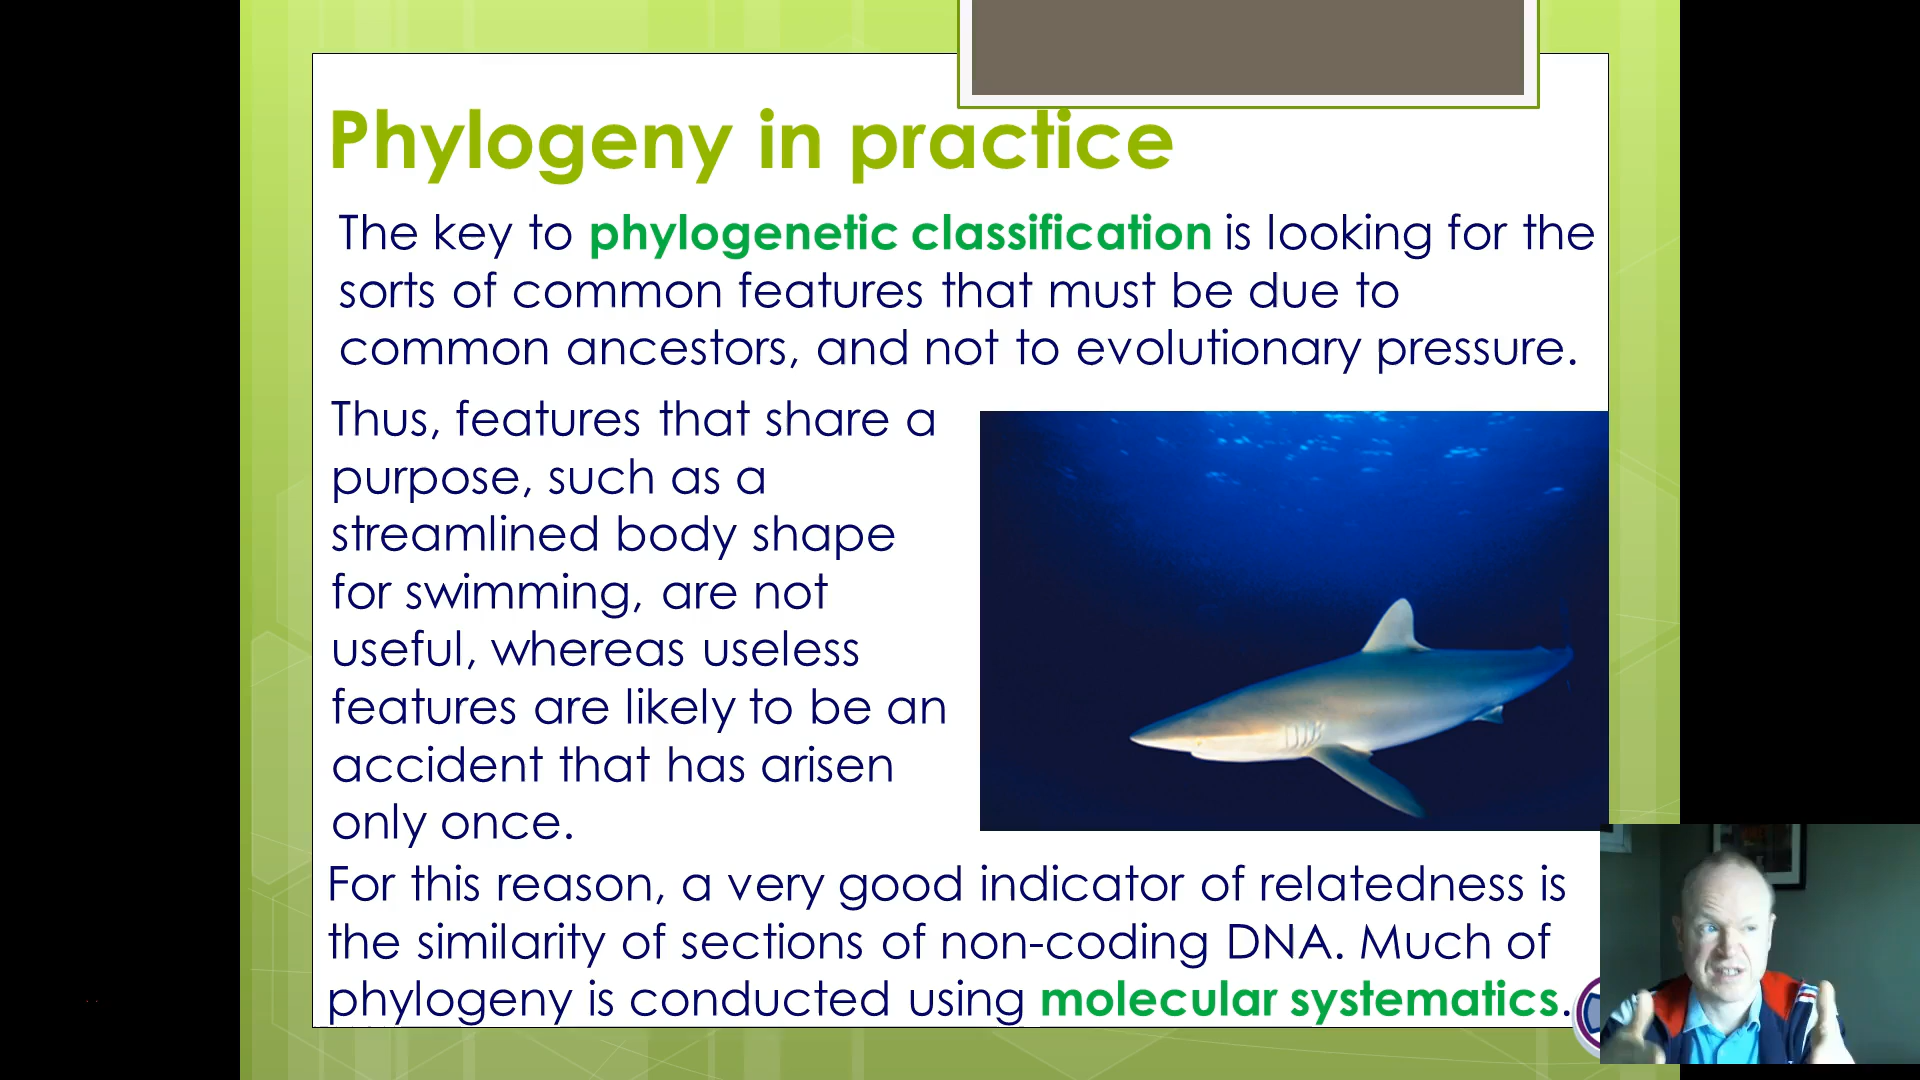 Phylogeny in practice
The key to phylogenetic classification is looking for the
sorts of common features that must be due to
common ancestors, and not to evolutionary pressure.
Thus, features that share a
purpose, such as a
streamlined body shape
for swimming, are not
useful, whereas useless
features are likely to be an
accident that has arisen
only once.
For this reason, a very good indicator of relatedness is
the similarity of sections of non-coding DNA. Much of
phylogeny is conducted using molecular systematics.